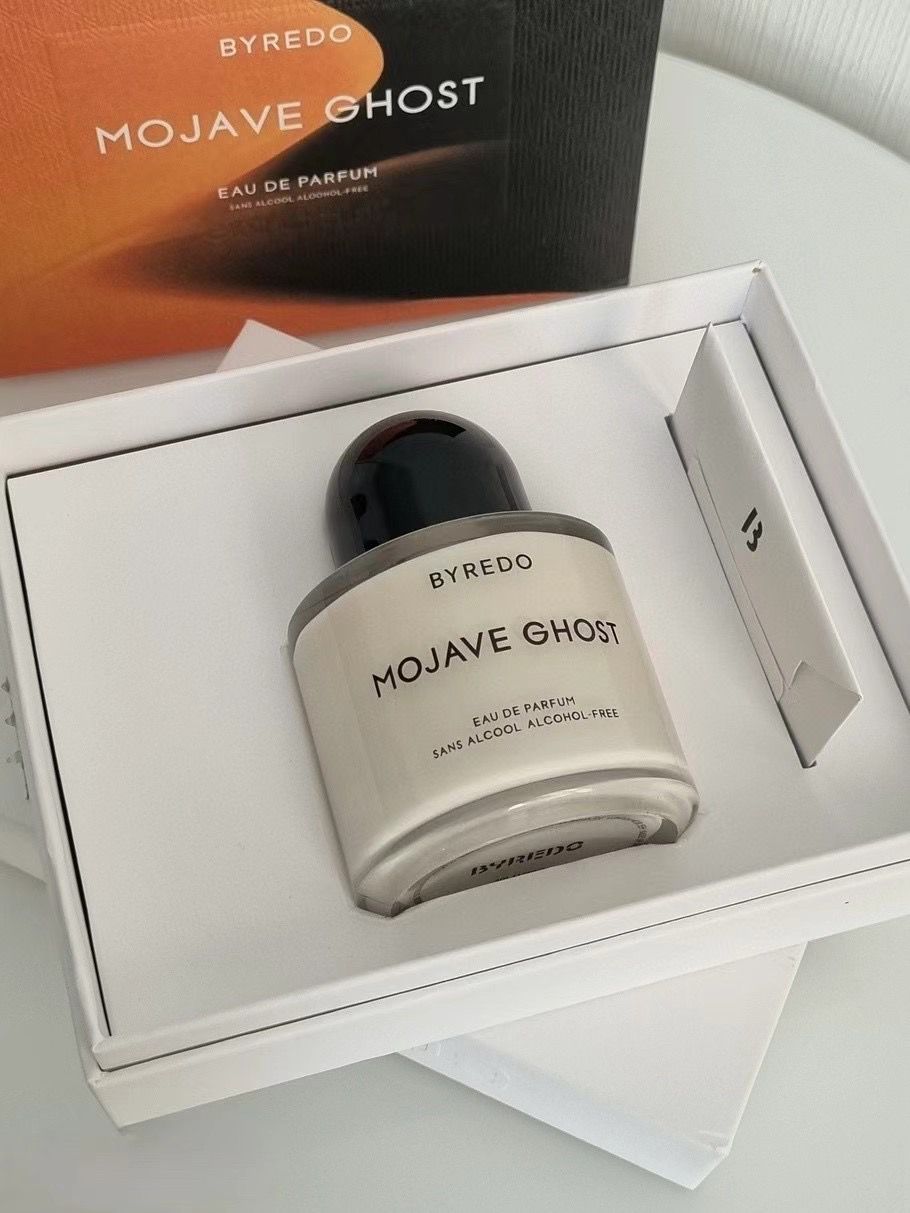 BYREDO
MOJAVE GHOST
EAU DE PARFUM
SANS ALCOOL ALCOHOL-FREE
BYREDO
MOJAVE GHOST
EAU DE PARFUM
SANS ALCOOL ALCOHOL-FREE
BYREDO
B